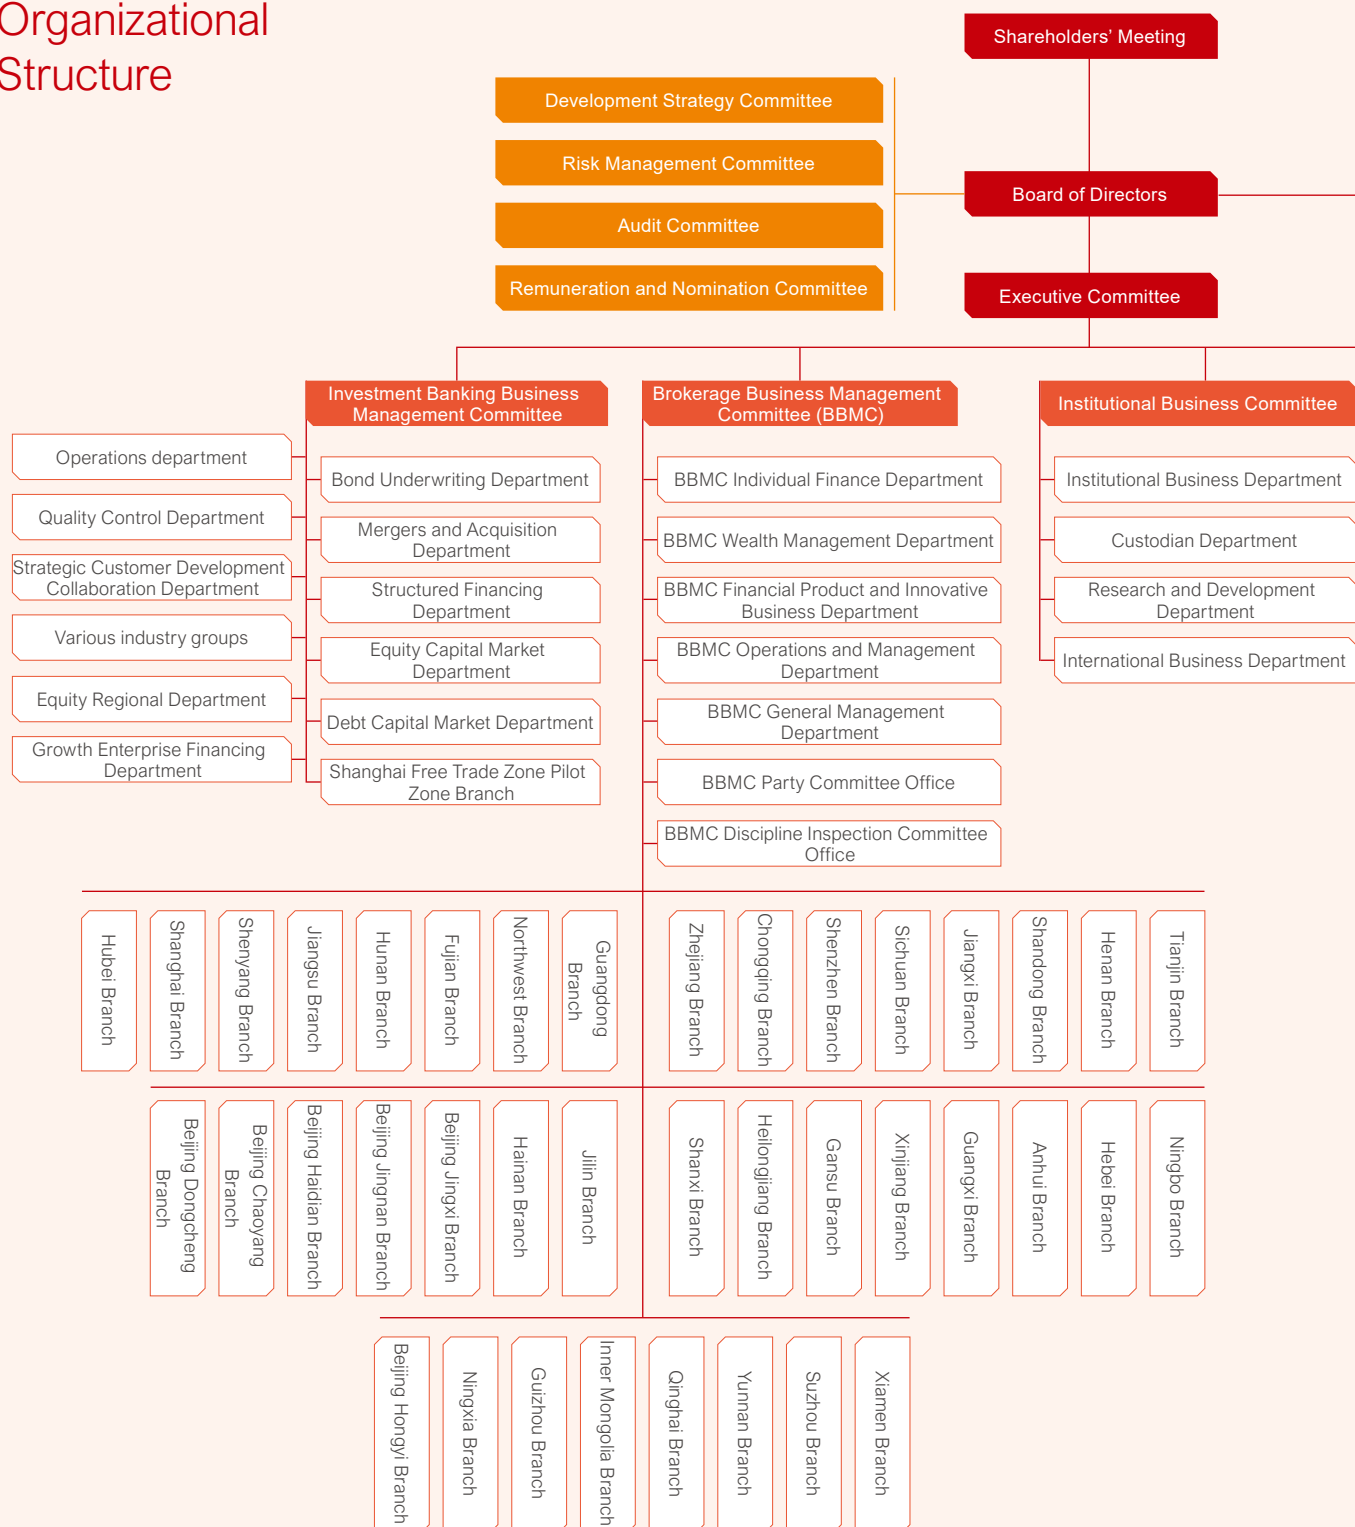 Organizational
Structure
Shareholders’ Meeting
Development Strategy Committee
Risk Management Committee
Board of Directors
Audit Committee
Remuneration and Nomination Committee
Executive Committee
Investment Banking Business
Management Committee
Brokerage Business Management
Committee (BBMC)
Institutional Business Committee
Operations department
Quality Control Department
Strategic Customer Development
Collaboration Department
Various industry groups
Equity Regional Department
Growth Enterprise Financing
Department
Bond Underwriting Department
Mergers and Acquisition
Department
Structured Financing
Department
Equity Capital Market
Department
Debt Capital Market Department
Shanghai Free Trade Zone Pilot
Zone Branch
BBMC Individual Finance Department
BBMC Wealth Management Department
BBMC Financial Product and Innovative
Business Department
BBMC Operations and Management
Department
BBMC General Management
Department
BBMC Party Committee Office
BBMC Discipline Inspection Committee
Office
Institutional Business Department
Custodian Department
Research and Development
Department
International Business Department
Hubei Branch
Shanghai Branch
Shenyang Branch
Jiangsu Branch
Hunan Branch
Fujian Branch
Northwest Branch
Guangdong
Branch
Zhejiang Branch
Chongqing Branch
Shenzhen Branch
Sichuan Branch
Jiangxi Branch
Shandong Branch
Henan Branch
Tianjin Branch
Beijing Dongcheng
Branch
Beijing Chaoyang
Branch
Beijing Haidian Branch
Beijing Jingnan Branch
Beijing Jingxi Branch
Hainan Branch
Jilin Branch
Shanxi Branch
Heilongjiang Branch
Gansu Branch
Xinjiang Branch
Guangxi Branch
Anhui Branch
Hebei Branch
Ningbo Branch
Beijing Hongyi Branch
Ningxia Branch
Guizhou Branch
Inner Mongolia Branch
Qinghai Branch
Yunnan Branch
Suzhou Branch
Xiamen Branch